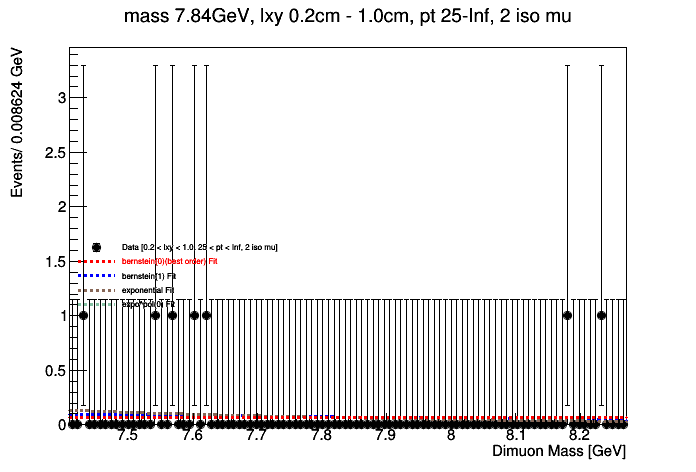 mass 7.84GeV, lxy 0.2cm - 1.0cm, pt 25-Inf, 2 iso mu
Events/ 0.008624 GeV
3
2.5
2
1.5
1
0.5
0
Data [0.2 < lxy < 1.0, 25 < pt < Inf, 2 iso mu]
bernstein(0)(best order) Fit
bernstein(1) Fit
exponential Fit
Fit
7.5 7.6 7.7 7.8 7.9 8 8.1 8.2
Dimuon Mass [GeV]